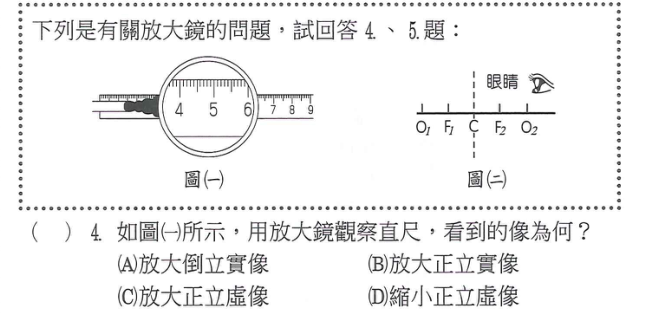 下列是有關放大鏡的問題，試回答 4.、5.題：
4 5 6 7 8 9
眼睛
O₁ F₁ C F₂ O₂
圖㈠ 圖㈡
（ ）4. 如圖㈠所示，用放大鏡觀察直尺，看到的像為何？
(A)放大倒立實像 (B)放大正立實像
(C)放大正立虛像 (D)縮小正立虛像